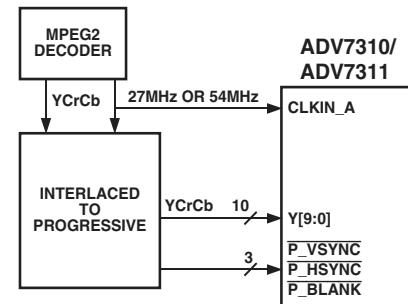 MPEG2
DECODER
ADV7310/
ADV7311
YCrCb
27MHz OR 54MHz
CLKIN_A
INTERLACED
TO
PROGRESSIVE
YCrCb
10
Y[9:0]
3
P_VSYNC
P_HSYNC
P_BLANK